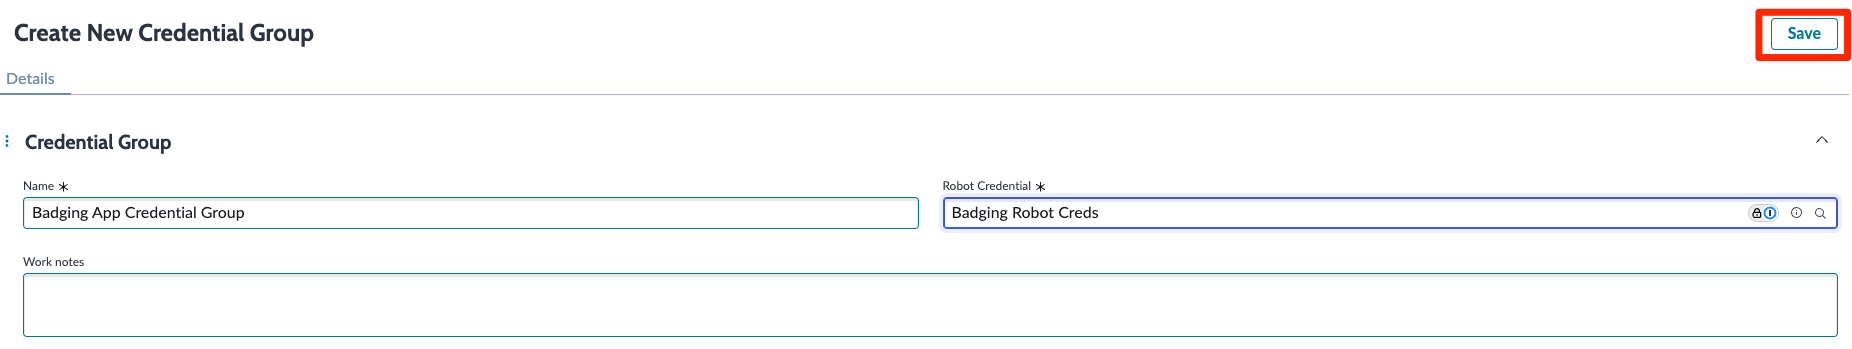 Create New Credential Group
Save
Details
Credential Group
Name *
Robot Credential *
Badging App Credential Group
Badging Robot Creds
Work notes